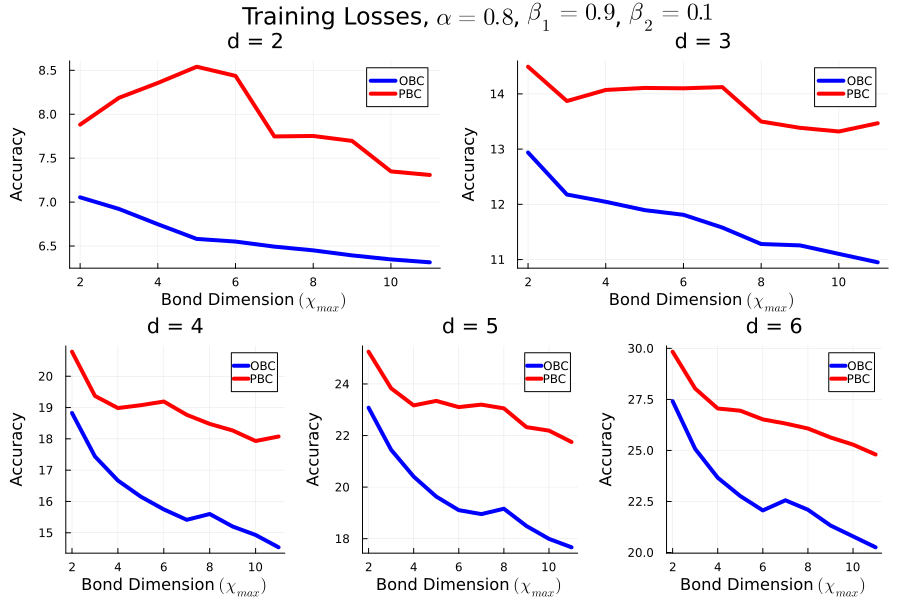 Training Losses, α = 0.8, β₁ = 0.9, β₂ = 0.1
d = 2
8.5
8.0
7.5
7.0
6.5
Accuracy
OBC
PBC
2 4 6 8 10
Bond Dimension (χ_max)
d = 3
14
13
12
11
Accuracy
OBC
PBC
2 4 6 8 10
Bond Dimension (χ_max)
d = 4
20
19
18
17
16
15
Accuracy
OBC
PBC
2 4 6 8 10
Bond Dimension (χ_max)
d = 5
24
22
20
18
Accuracy
OBC
PBC
2 4 6 8 10
Bond Dimension (χ_max)
d = 6
30.0
27.5
25.0
22.5
20.0
Accuracy
OBC
PBC
2 4 6 8 10
Bond Dimension (χ_max)